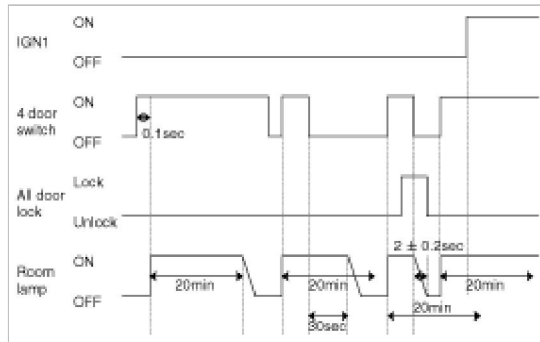 IGN1
ON
OFF
4 door
switch
ON
OFF
0.1sec
All door
lock
Lock
Unlock
2 ± 0.2sec
Room
lamp
ON
OFF
20min
20min
20min
20min
30sec